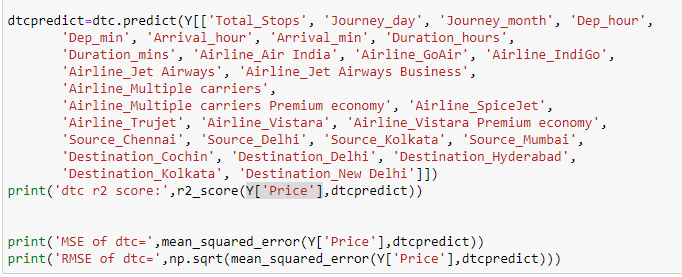 dtcpredict=dtc.predict(Y[['Total_Stops', 'Journey_day', 'Journey_month', 'Dep_hour',
'Dep_min', 'Arrival_hour', 'Arrival_min', 'Duration_hours',
'Duration_mins', 'Airline_Air India', 'Airline_GoAir', 'Airline_IndiGo',
'Airline_Jet Airways', 'Airline_Jet Airways Business',
'Airline_Multiple carriers',
'Airline_Multiple carriers Premium economy', 'Airline_SpiceJet',
'Airline_Trujet', 'Airline_Vistara', 'Airline_Vistara Premium economy',
'Source_Chennai', 'Source_Delhi', 'Source_Kolkata', 'Source_Mumbai',
'Destination_Cochin', 'Destination_Delhi', 'Destination_Hyderabad',
'Destination_Kolkata', 'Destination_New Delhi']])
print('dtc r2 score:',r2_score(Y['Price'],dtcpredict))
print('MSE of dtc=',mean_squared_error(Y['Price'],dtcpredict))
print('RMSE of dtc=',np.sqrt(mean_squared_error(Y['Price'],dtcpredict)))